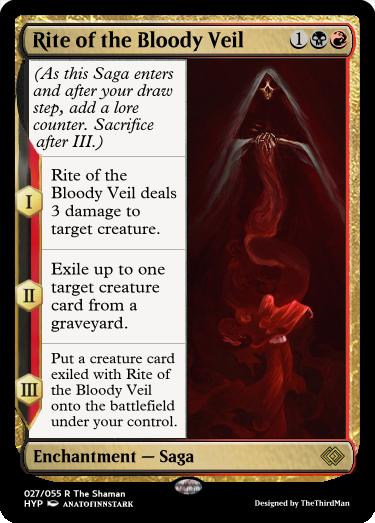 Rite of the Bloody Veil 1
(As this Saga enters
and after your draw
step, add a lore
counter. Sacrifice
after III.)
I
Rite of the
Bloody Veil deals
3 damage to
target creature.
II
Exile up to one
target creature
card from a
graveyard.
III
Put a creature card
exiled with Rite of
the Bloody Veil
onto the battlefield
under your control.
Enchantment — Saga
027/055 R The Shaman
HYP ANATOFINNSTARK
Designed by TheThirdMan